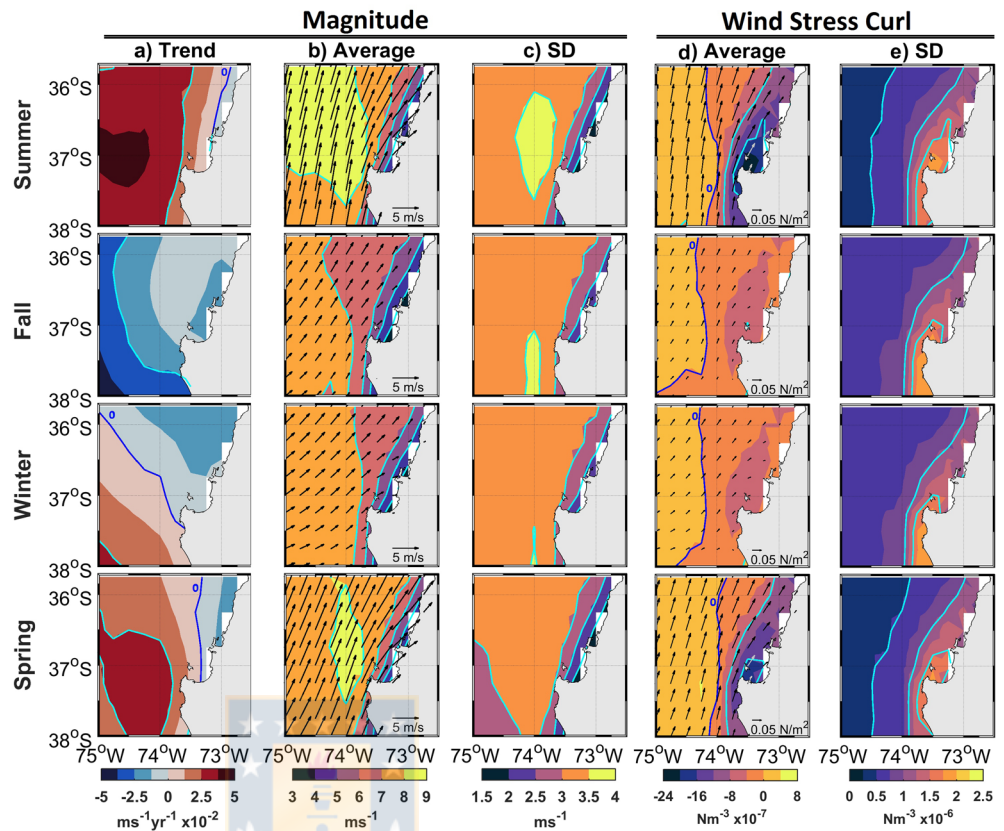 Magnitude Wind Stress Curl
a) Trend b) Average c) SD d) Average e) SD
Summer
36°S
37°S
38°S
0
5 m/s
0
0.05 N/m²
Fall
36°S
37°S
38°S
5 m/s
0
0.05 N/m²
Winter
36°S
37°S
38°S
0
5 m/s
0
0.05 N/m²
Spring
36°S
37°S
38°S
0
5 m/s
0
0.05 N/m²
75°W 74°W 73°W 75°W 74°W 73°W 75°W 74°W 73°W 75°W 74°W 73°W 75°W 74°W 73°W
-5 -2.5 0 2.5 5 3 4 5 6 7 8 9 1.5 2 2.5 3 3.5 4 -24 -16 -8 0 8 0 0.5 1 1.5 2 2.5
ms⁻¹yr⁻¹ x10⁻² ms⁻¹ ms⁻¹ Nm⁻³ x10⁻⁷ Nm⁻³ x10⁻⁶